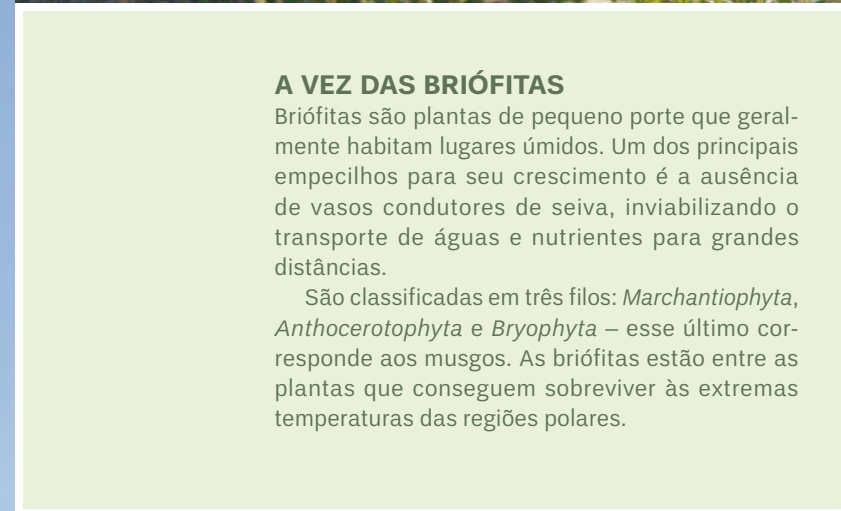 A VEZ DAS BRIÓFITAS
Briófitas são plantas de pequeno porte que geral-
mente habitam lugares úmidos. Um dos principais
empecilhos para seu crescimento é a ausência
de vasos condutores de seiva, inviabilizando o
transporte de águas e nutrientes para grandes
distâncias.
São classificadas em três filos: Marchantiophyta,
Anthocerotophyta e Bryophyta – esse último cor-
responde aos musgos. As briófitas estão entre as
plantas que conseguem sobreviver às extremas
temperaturas das regiões polares.